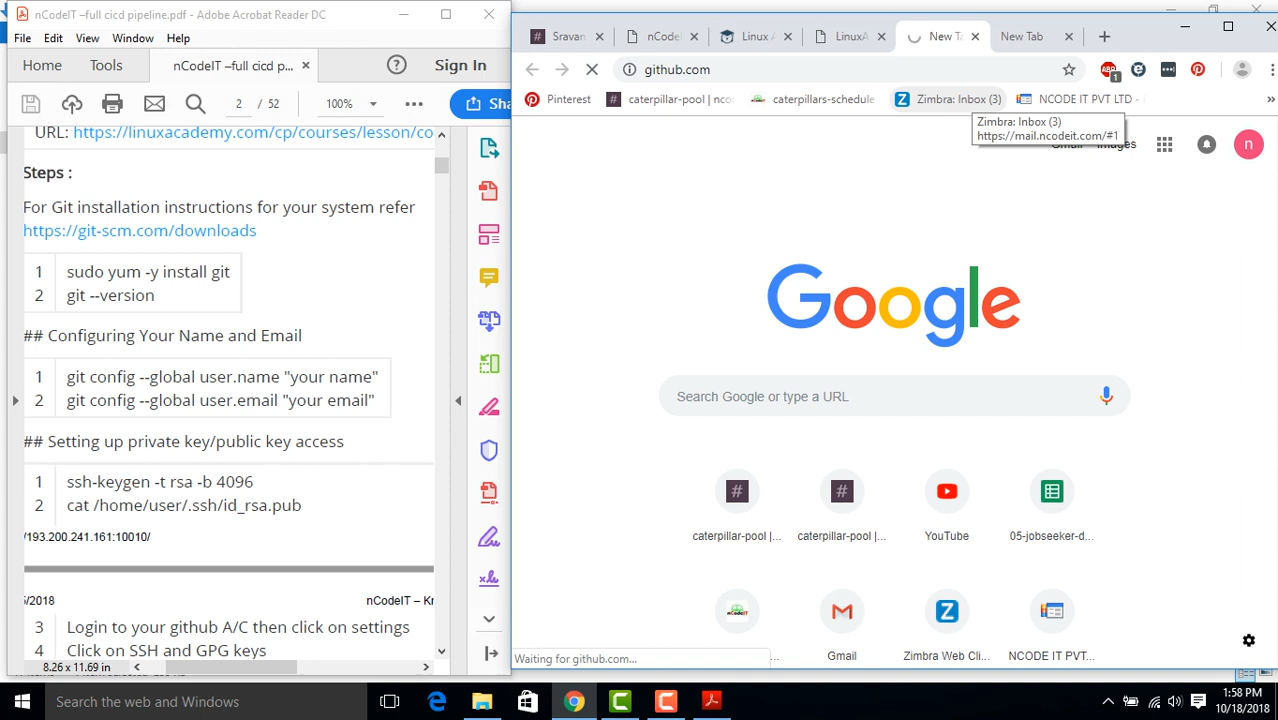 nCodeIT –full cicd pipeline.pdf - Adobe Acrobat Reader DC
File Edit View Window Help
Home Tools nCodeIT –full cicd p... Sign In
2 / 52 100% Sha
URL: https://linuxacademy.com/cp/courses/lesson/co
Steps :
For Git installation instructions for your system refer
https://git-scm.com/downloads
1 sudo yum -y install git
2 git --version
## Configuring Your Name and Email
1 git config --global user.name "your name"
2 git config --global user.email "your email"
## Setting up private key/public key access
1 ssh-keygen -t rsa -b 4096
2 cat /home/user/.ssh/id_rsa.pub
/193.200.241.161:10010/
5/2018 nCodeIT – Kr
3 Login to your github A/C then click on settings
4 Click on SSH and GPG keys
8.26 x 11.69 in
Sravan nCodeI Linux A LinuxA New Ta New Tab
github.com
ABP 1
Pinterest caterpillar-pool | nco caterpillars-schedule Zimbra: Inbox (3) NCODE IT PVT LTD - »
Zimbra: Inbox (3)
https://mail.ncodeit.com/#1
Gmail Images n
Google
Search Google or type a URL
caterpillar-pool |... caterpillar-pool |... YouTube 05-jobseeker-d...
nCodeIT
Gmail Zimbra Web Cli... NCODE IT PVT...
Waiting for github.com...
Search the web and Windows
1:58 PM
10/18/2018